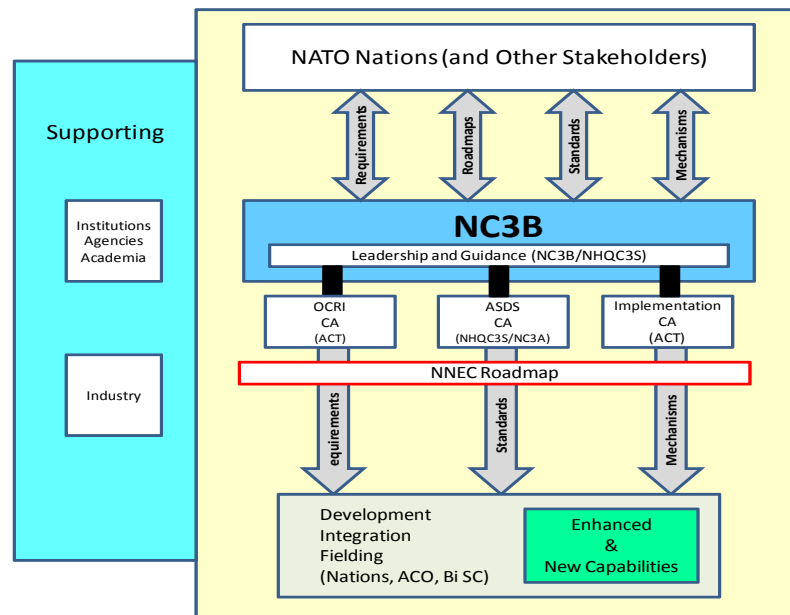 NATO Nations (and Other Stakeholders)
Supporting
Requirements
Roadmaps
Standards
Mechanisms
NC3B
Leadership and Guidance (NC3B/NHQC3S)
Institutions
Agencies
Academia
OCRI
CA
(ACT)
ASDS
CA
(NHQC3S/NC3A)
Implementation
CA
(ACT)
NNEC Roadmap
Industry
equirements
Standards
Mechanisms
Development
Integration
Fielding
(Nations, ACO, Bi SC)
Enhanced
&
New Capabilities